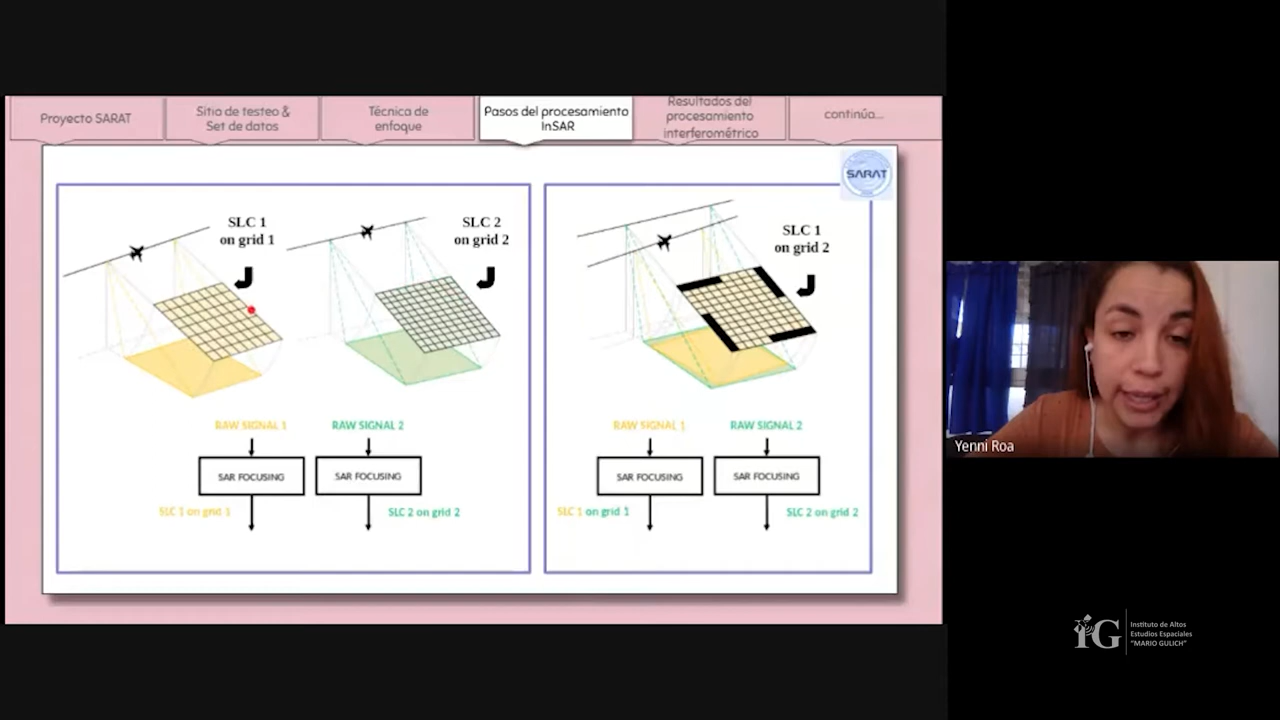 Proyecto SARAT
Sitio de testeo &
Set de datos
Técnica de
enfoque
Pasos del procesamiento
InSAR
Resultados del
procesamiento
interferométrico
continúa...
SARAT
SLC 1
on grid 1
SLC 2
on grid 2
SLC 1
on grid 2
RAW SIGNAL 1
RAW SIGNAL 2
SAR FOCUSING
SAR FOCUSING
SLC 1 on grid 1
SLC 2 on grid 2
RAW SIGNAL 1
RAW SIGNAL 2
SAR FOCUSING
SAR FOCUSING
SLC 1 on grid 1
SLC 2 on grid 2
Yenni Roa
iG
Instituto de Altos
Estudios Espaciales
"MARIO GULICH"